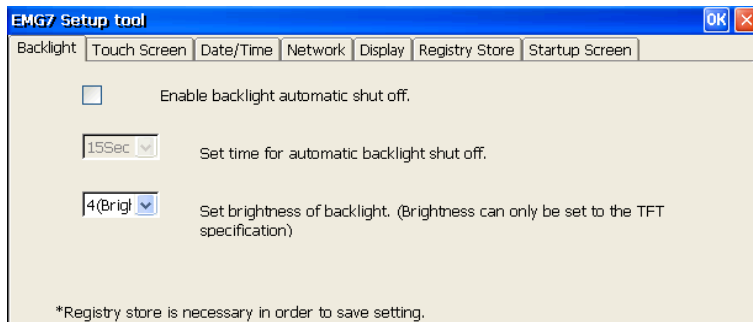 EMG7 Setup tool OK
Backlight Touch Screen Date/Time Network Display Registry Store Startup Screen
Enable backlight automatic shut off.
15Sec Set time for automatic backlight shut off.
4(Brigh Set brightness of backlight. (Brightness can only be set to the TFT
specification)
*Registry store is necessary in order to save setting.